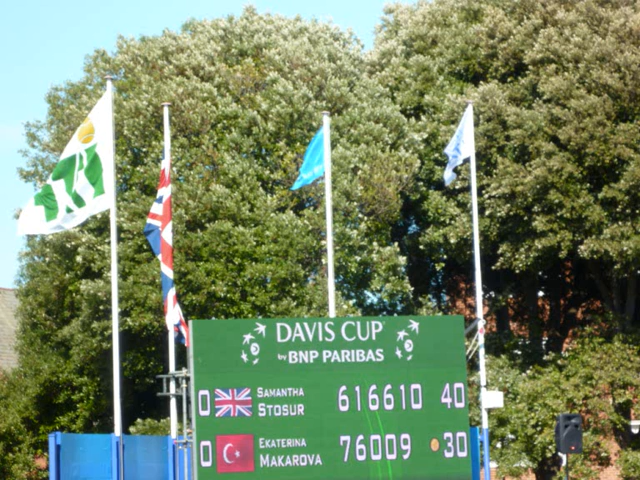 DAVIS CUP
by BNP PARIBAS
0 SAMANTHA STOSUR 616610 40
0 EKATERINA MAKAROVA 76009 30